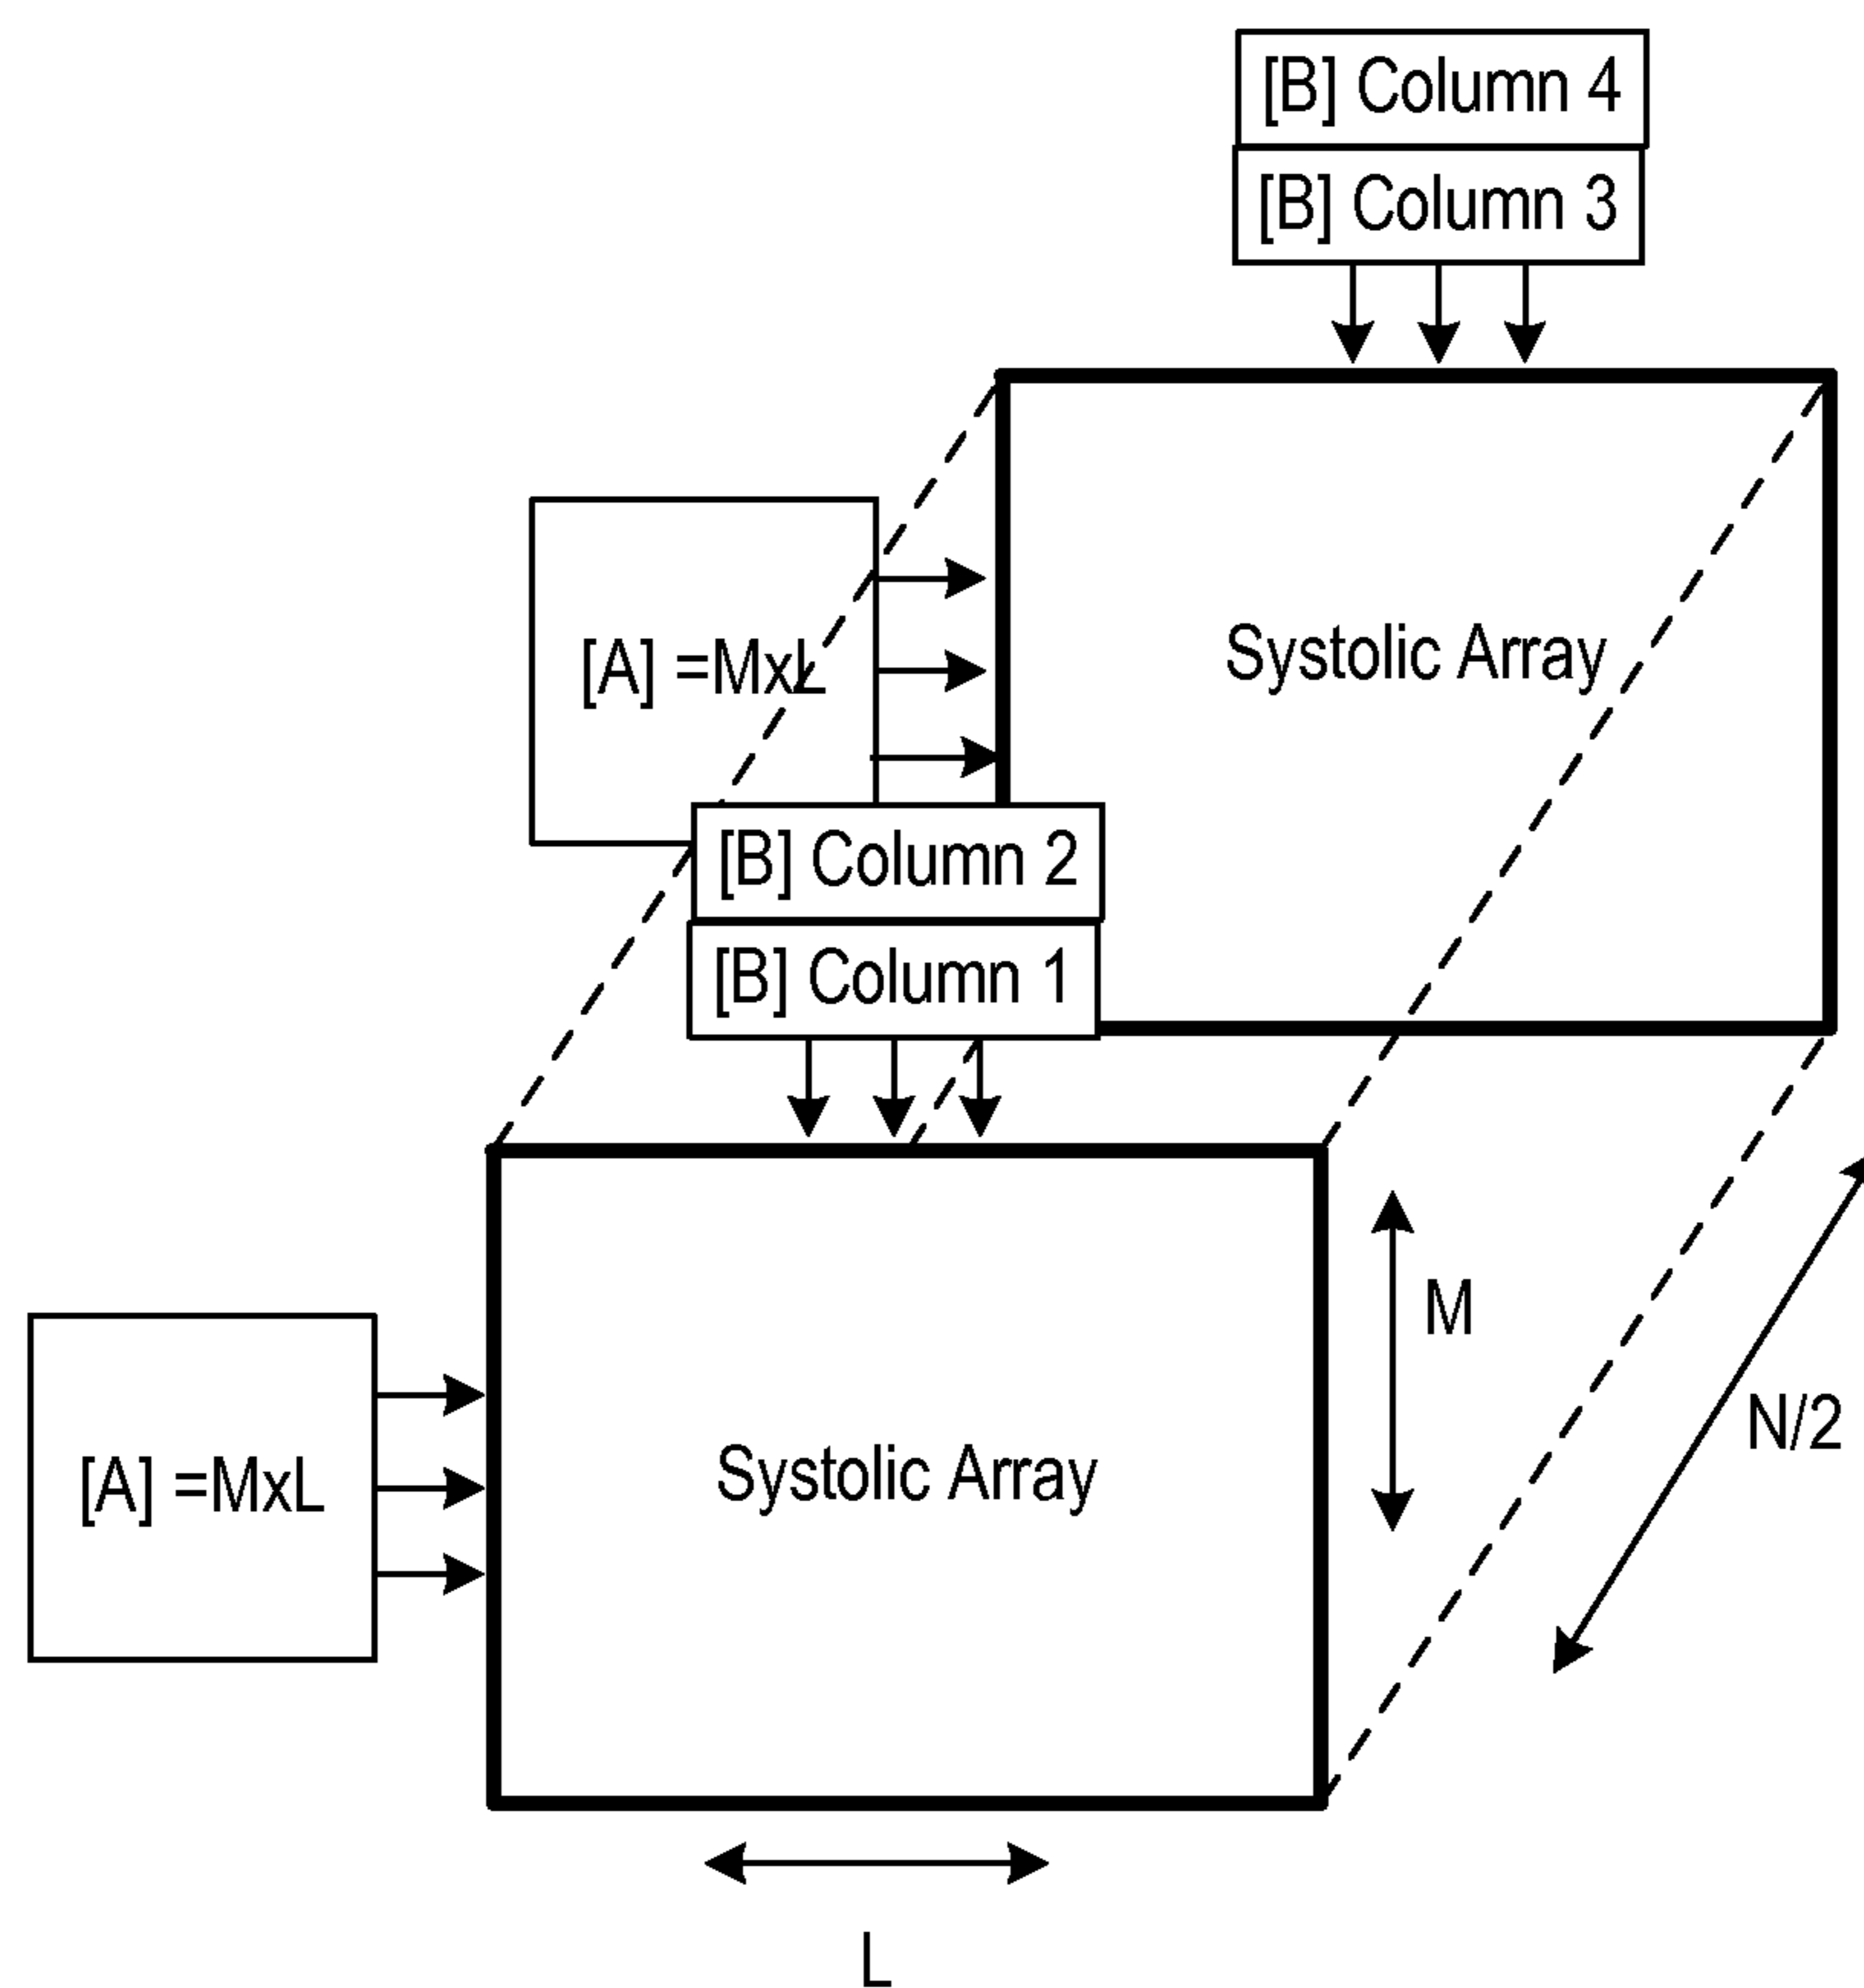 [B] Column 4
[B] Column 3
Systolic Array
[A] =MxL
[B] Column 2
[B] Column 1
M
N/2
Systolic Array
[A] =MxL
L